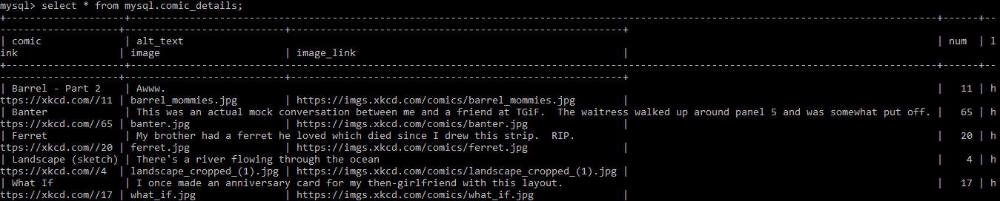 mysql> select * from mysql.comic_details;
+--------------------+--------------------------------------------------------------------------------------------------------------------------------------+------+--
--------------------+---------------------------+--------------------------------------------------------+
| comic | alt_text | num | l
ink | image | image_link |
+--------------------+--------------------------------------------------------------------------------------------------------------------------------------+------+--
--------------------+---------------------------+--------------------------------------------------------+
| Barrel - Part 2 | Awww. | 11 | h
ttps://xkcd.com//11 | barrel_mommies.jpg | https://imgs.xkcd.com/comics/barrel_mommies.jpg |
| Banter | This was an actual mock conversation between me and a friend at TGiF.  The waitress walked up around panel 5 and was somewhat put off. | 65 | h
ttps://xkcd.com//65 | banter.jpg | https://imgs.xkcd.com/comics/banter.jpg |
| Ferret | My brother had a ferret he loved which died since I drew this strip.  RIP. | 20 | h
ttps://xkcd.com//20 | ferret.jpg | https://imgs.xkcd.com/comics/ferret.jpg |
| Landscape (sketch) | There's a river flowing through the ocean | 4 | h
ttps://xkcd.com//4 | landscape_cropped_(1).jpg | https://imgs.xkcd.com/comics/landscape_cropped_(1).jpg |
| What If | I once made an anniversary card for my then-girlfriend with this layout. | 17 | h
ttps://xkcd.com//17 | what_if.jpg | https://imgs.xkcd.com/comics/what_if.jpg |